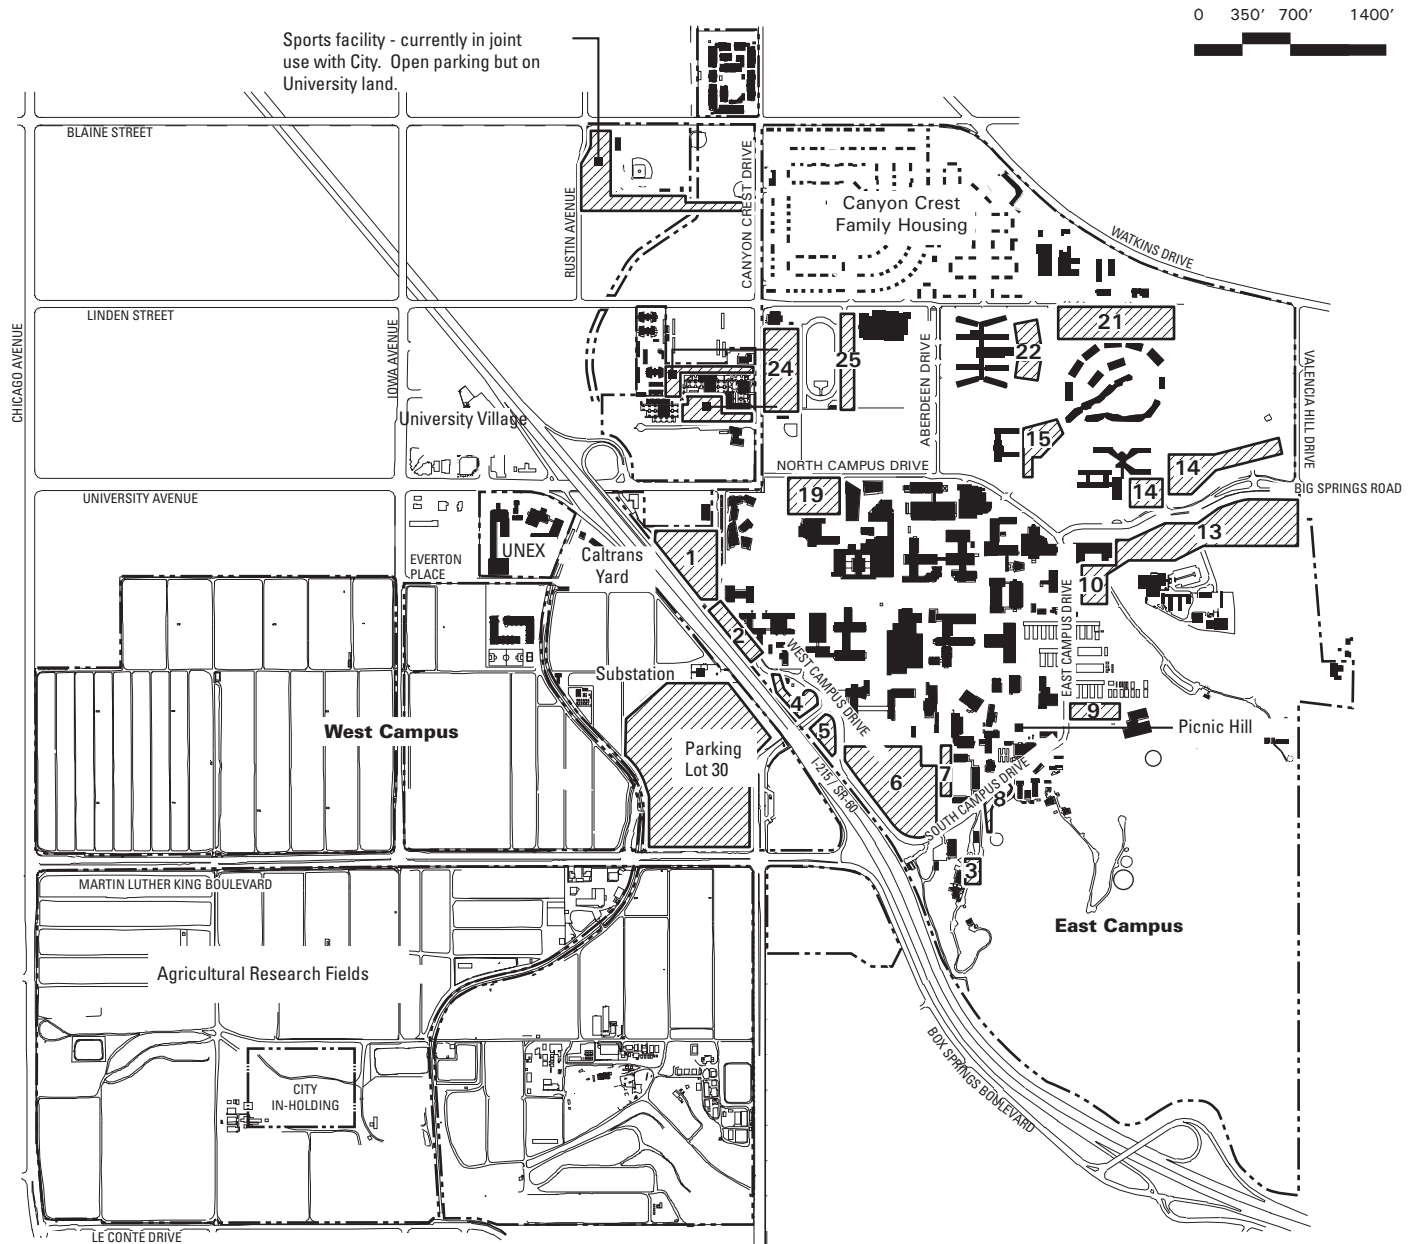 0 350’ 700’ 1400’
Sports facility - currently in joint
use with City. Open parking but on
University land.
BLAINE STREET
CANYON CREST DRIVE
RUSTIN AVENUE
Canyon Crest
Family Housing
WATKINS DRIVE
LINDEN STREET
CHICAGO AVENUE
IOWA AVENUE
21
22
24
25
ABERDEEN DRIVE
VALENCIA HILL DRIVE
University Village
15
14
14
NORTH CAMPUS DRIVE
BIG SPRINGS ROAD
UNIVERSITY AVENUE
19
13
UNEX
Caltrans
Yard
1
EVERTON
PLACE
10
EAST CAMPUS DRIVE
2
WEST CAMPUS DRIVE
Substation
4
9
5
Picnic Hill
West Campus
Parking
Lot 30
I-215 / SR-60
6
7
8
SOUTH CAMPUS DRIVE
3
MARTIN LUTHER KING BOULEVARD
East Campus
Agricultural Research Fields
BOX SPRINGS BOULEVARD
CITY
IN-HOLDING
LE CONTE DRIVE